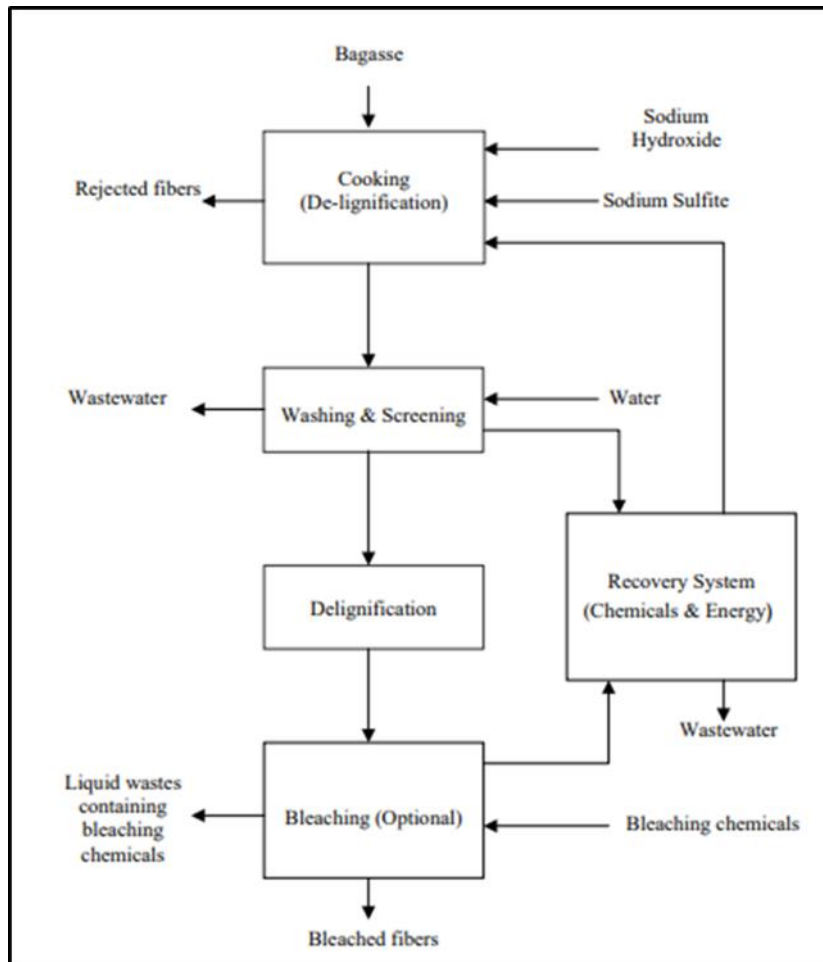 Bagasse
Sodium
Hydroxide
Cooking
(De-lignification)
Rejected fibers
Sodium Sulfite
Wastewater
Washing & Screening
Water
Delignification
Recovery System
(Chemicals & Energy)
Wastewater
Liquid wastes
containing
bleaching
chemicals
Bleaching (Optional)
Bleaching chemicals
Bleached fibers